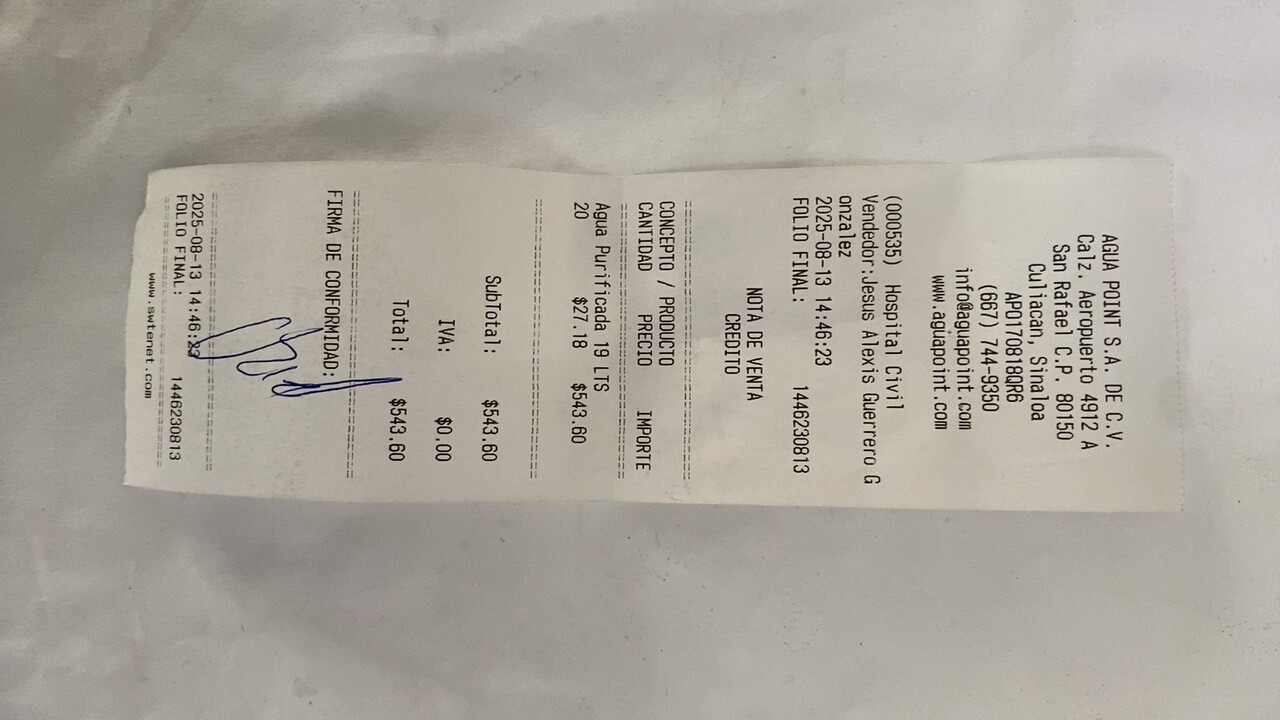 AGUA POINT S.A. DE C.V.
Calz. Aeropuerto 4912 A
San Rafael C.P. 80150
Culiacan, Sinaloa
APO170818QR6
(667) 744-9350
info@aguapoint.com
www.aguapoint.com
(000535) Hospital Civil
Vendedor:Jesus Alexis Guerrero G
onzalez
2025-08-13 14:46:23
FOLIO FINAL: 1446230813
NOTA DE VENTA
CREDITO
CONCEPTO / PRODUCTO
CANTIDAD PRECIO IMPORTE
Agua Purificada 19 LTS
20 $27.18 $543.60
SubTotal: $543.60
IVA: $0.00
Total: $543.60
FIRMA DE CONFORMIDAD:
2025-08-13 14:46:23
FOLIO FINAL: 1446230813
www.swtenet.com